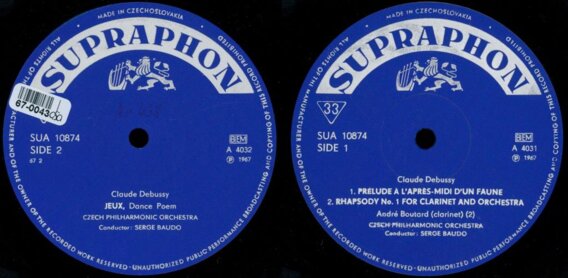 MADE IN CZECHOSLOVAKIA
SUPRAPHON
ALL RIGHTS OF THE MANUFACTURER AND OF THE OWNER OF THE RECORDED WORK RESERVED · UNAUTHORIZED PUBLIC PERFORMANCE BROADCASTING AND COPYING OF THIS RECORD PROHIBITED
SUA 10874
SIDE 2
67 2
BIEM
A 4032
℗ 1967
Claude Debussy
JEUX, Dance Poem
CZECH PHILHARMONIC ORCHESTRA
Conductor: SERGE BAUDO
MADE IN CZECHOSLOVAKIA
SUPRAPHON
ALL RIGHTS OF THE MANUFACTURER AND OF THE OWNER OF THE RECORDED WORK RESERVED · UNAUTHORIZED PUBLIC PERFORMANCE BROADCASTING AND COPYING OF THIS RECORD PROHIBITED
33
SUA 10874
SIDE 1
BIEM
A 4031
℗ 1967
Claude Debussy
1. PRELUDE A L'APRÈS-MIDI D'UN FAUNE
2. RHAPSODY No. 1 FOR CLARINET AND ORCHESTRA
André Boutard (clarinet) (2)
CZECH PHILHARMONIC ORCHESTRA
Conductor: SERGE BAUDO